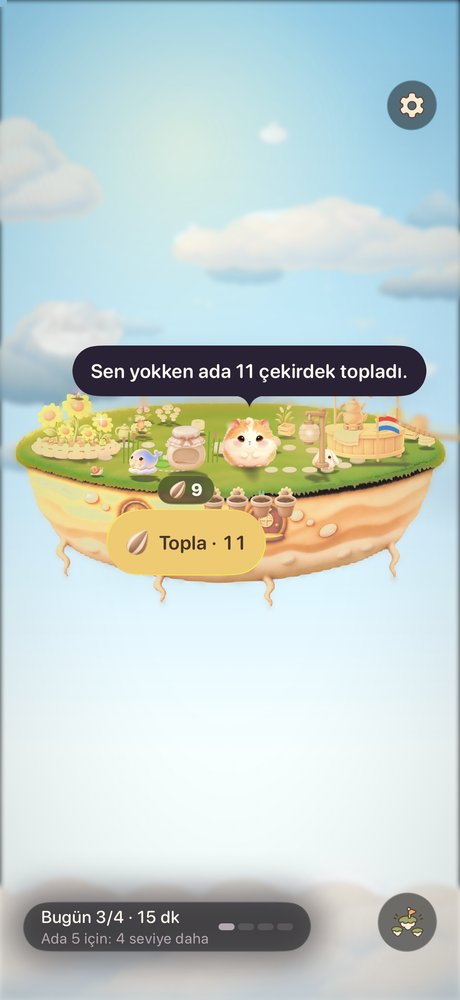 Sen yokken ada 11 çekirdek topladı.
9
Topla · 11
Bugün 3/4 · 15 dk
Ada 5 için: 4 seviye daha